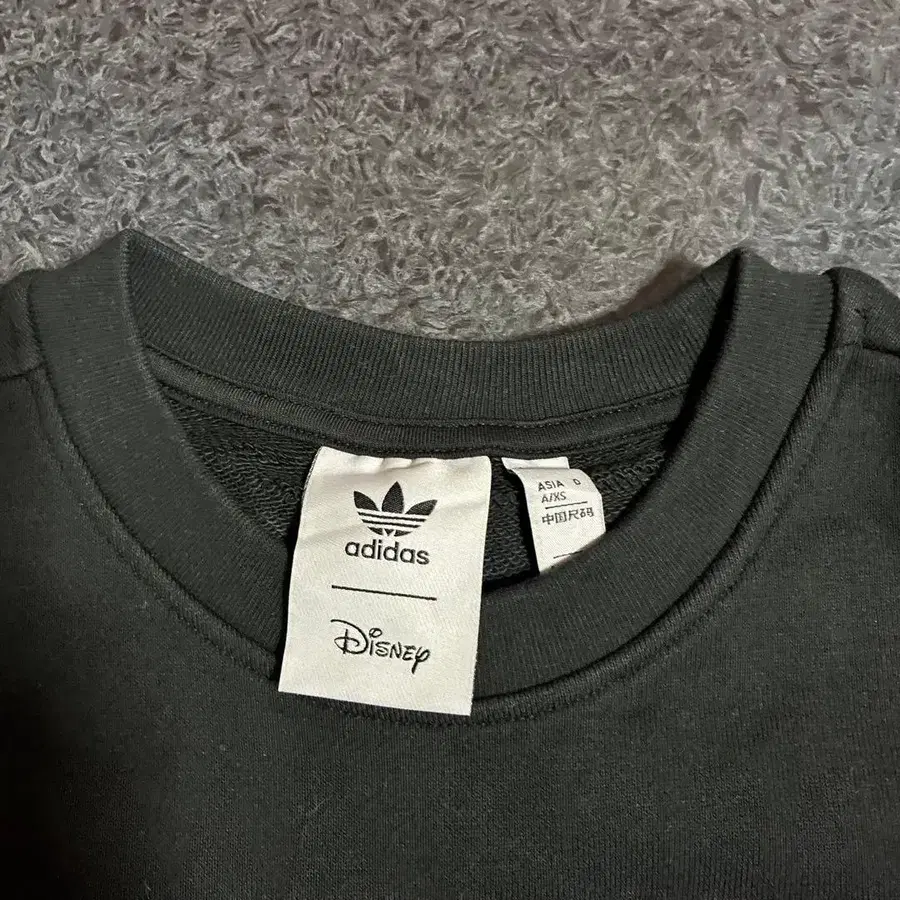 adidas
Disney
ASIA D
A/XS
中国尺码